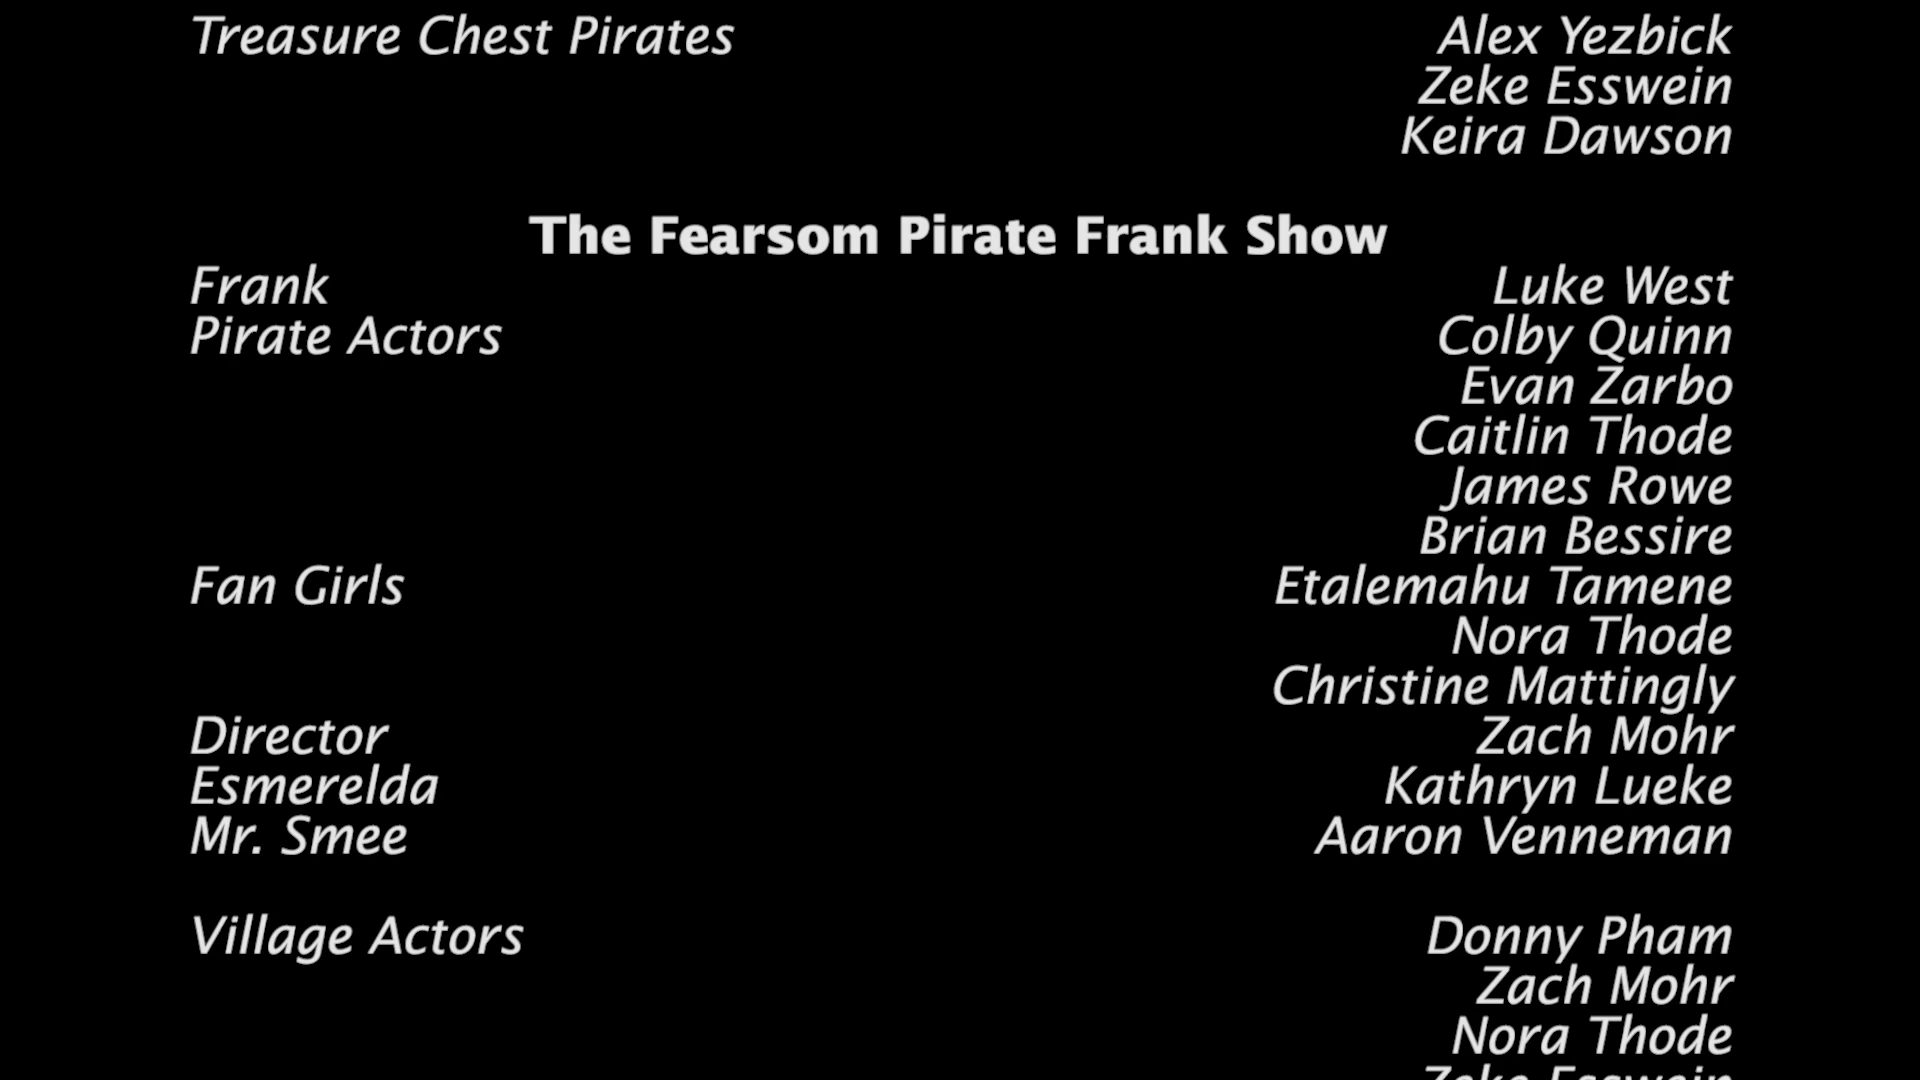 Treasure Chest Pirates Alex Yezbick
Zeke Esswein
Keira Dawson
The Fearsom Pirate Frank Show
Frank Luke West
Pirate Actors Colby Quinn
Evan Zarbo
Caitlin Thode
James Rowe
Brian Bessire
Fan Girls Etalemahu Tamene
Nora Thode
Christine Mattingly
Director Zach Mohr
Esmerelda Kathryn Lueke
Mr. Smee Aaron Venneman
Village Actors Donny Pham
Zach Mohr
Nora Thode
Zeke Esswein